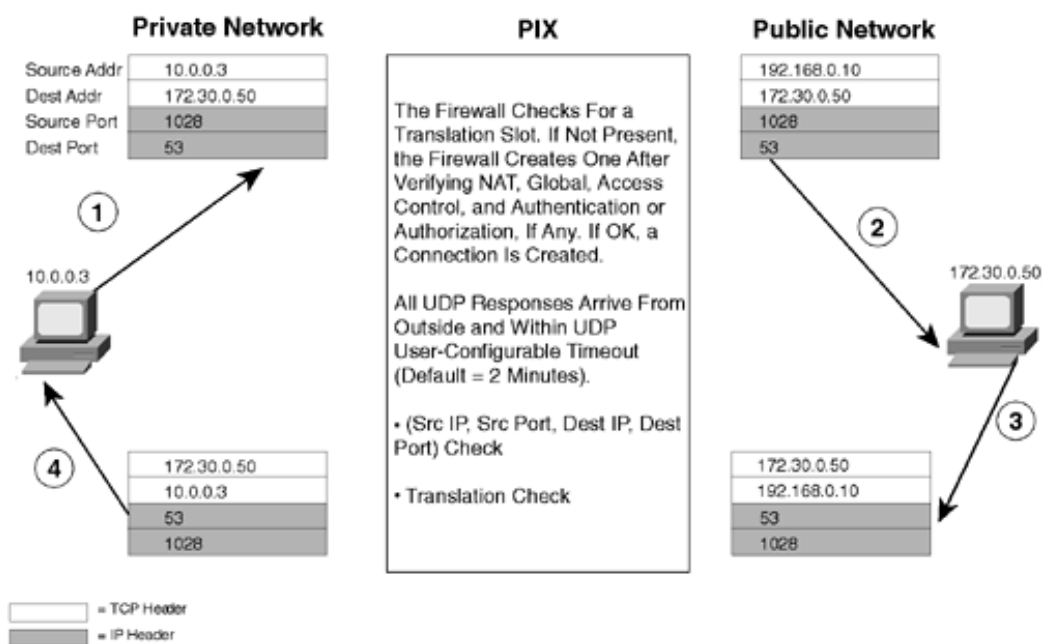 Private Network
PIX
Public Network
Source Addr 10.0.0.3
Dest Addr 172.30.0.50
Source Port 1028
Dest Port 53
192.168.0.10
172.30.0.50
1028
53
The Firewall Checks For a
Translation Slot. If Not Present,
the Firewall Creates One After
Verifying NAT, Global, Access
Control, and Authentication or
Authorization, If Any. If OK, a
Connection Is Created.
All UDP Responses Arrive From
Outside and Within UDP
User-Configurable Timeout
(Default = 2 Minutes).
• (Src IP, Src Port, Dest IP, Dest
Port) Check
• Translation Check
1
2
10.0.0.3
172.30.0.50
3
4
172.30.0.50
10.0.0.3
53
1028
172.30.0.50
192.168.0.10
53
1028
= TCP Header
= IP Header